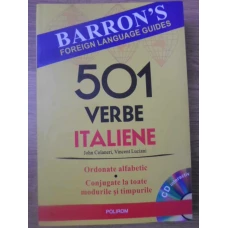 BARRON'S
FOREIGN LANGUAGE GUIDES
501
VERBE
ITALIENE
John Colaneri, Vincent Luciani
Ordonate alfabetic
•
Conjugate la toate
modurile și timpurile
CD
POLIROM